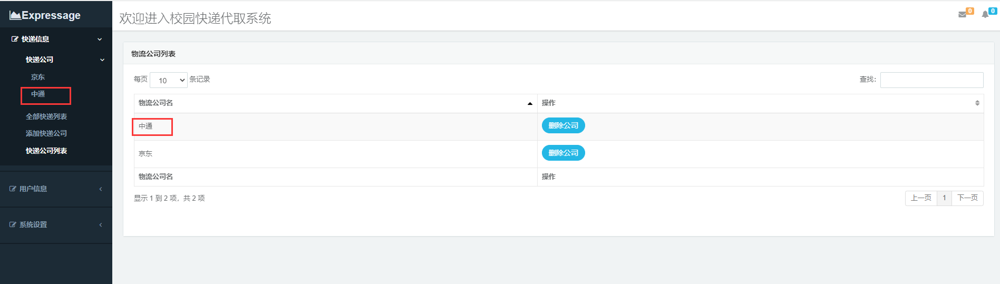 Expressage
欢迎进入校园快递代取系统
0
0
快递信息
快递公司
京东
中通
全部快递列表
添加快递公司
快递公司列表
用户信息
系统设置
物流公司列表
每页 10 条记录
查找:
物流公司名 操作
中通 删除公司
京东 删除公司
物流公司名 操作
显示 1 到 2 项，共 2 项
上一页 1 下一页